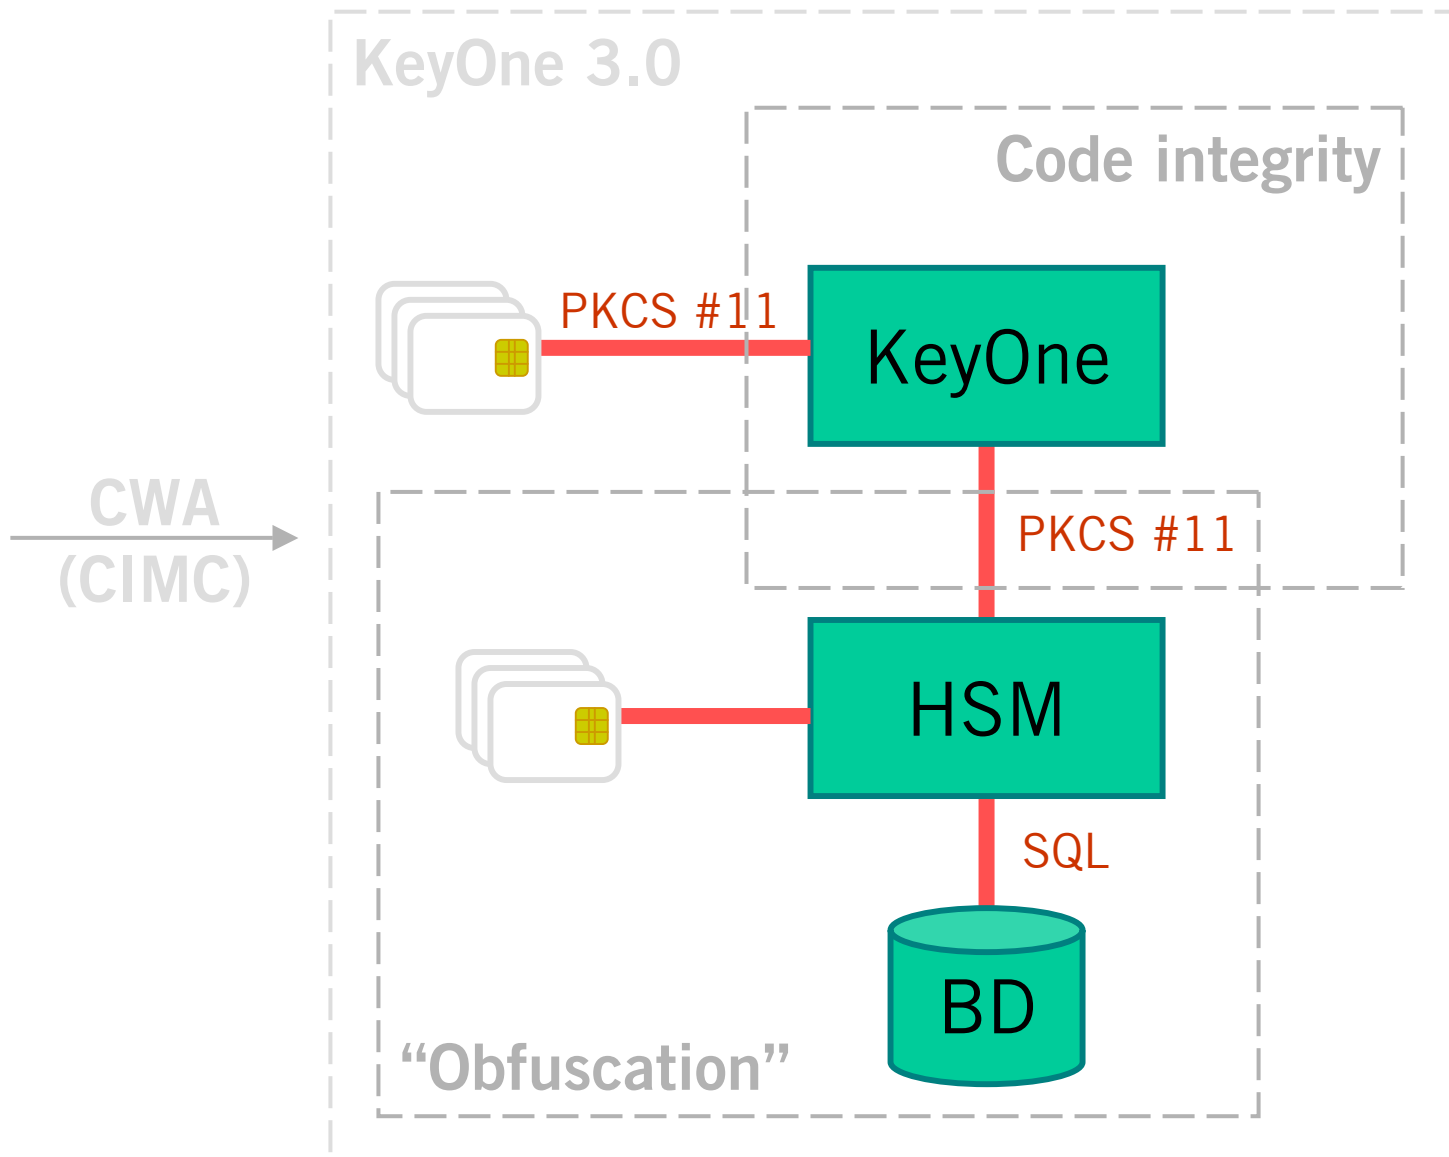 KeyOne 3.0
Code integrity
PKCS #11
KeyOne
CWA
(CIMC)
PKCS #11
HSM
SQL
BD
“Obfuscation”